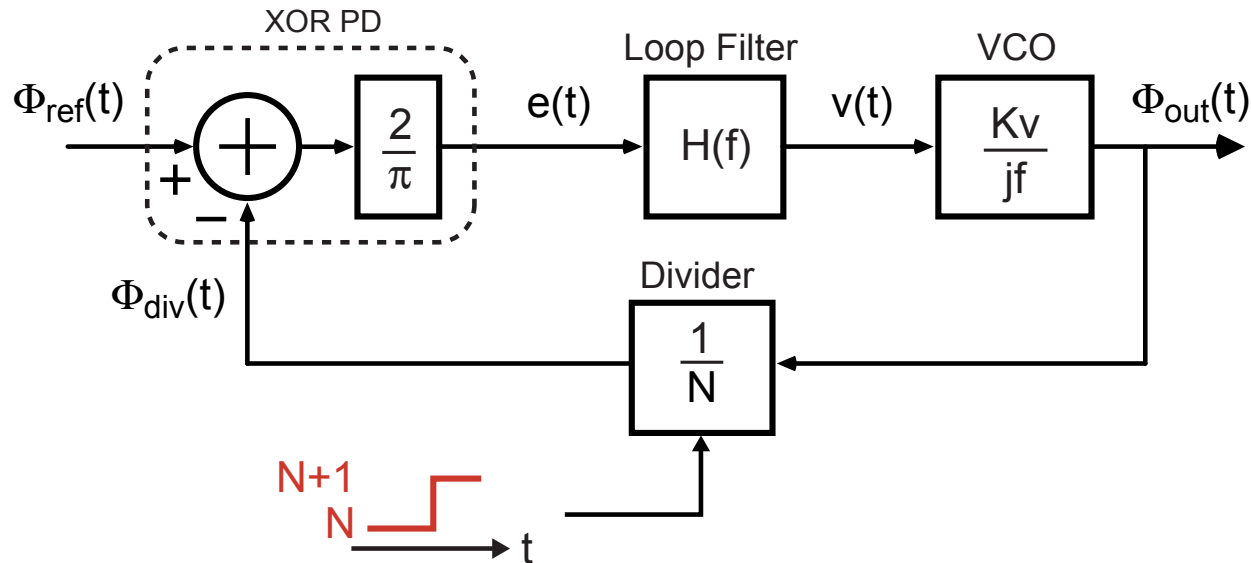 XOR PD
Loop Filter
VCO
Φref(t)
+
−
2
π
e(t)
H(f)
v(t)
Kv
jf
Φout(t)
Φdiv(t)
Divider
1
N
N+1
N
t